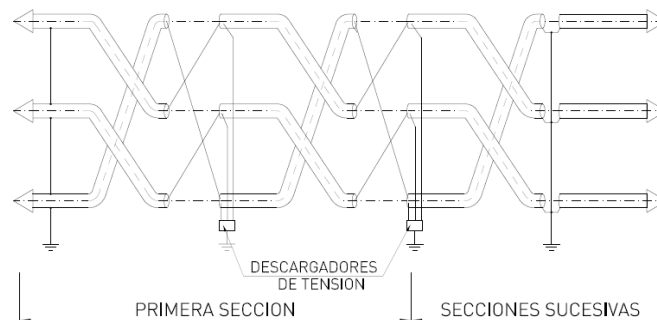 DESCARGADORES
DE TENSION
PRIMERA SECCION
SECCIONES SUCESIVAS